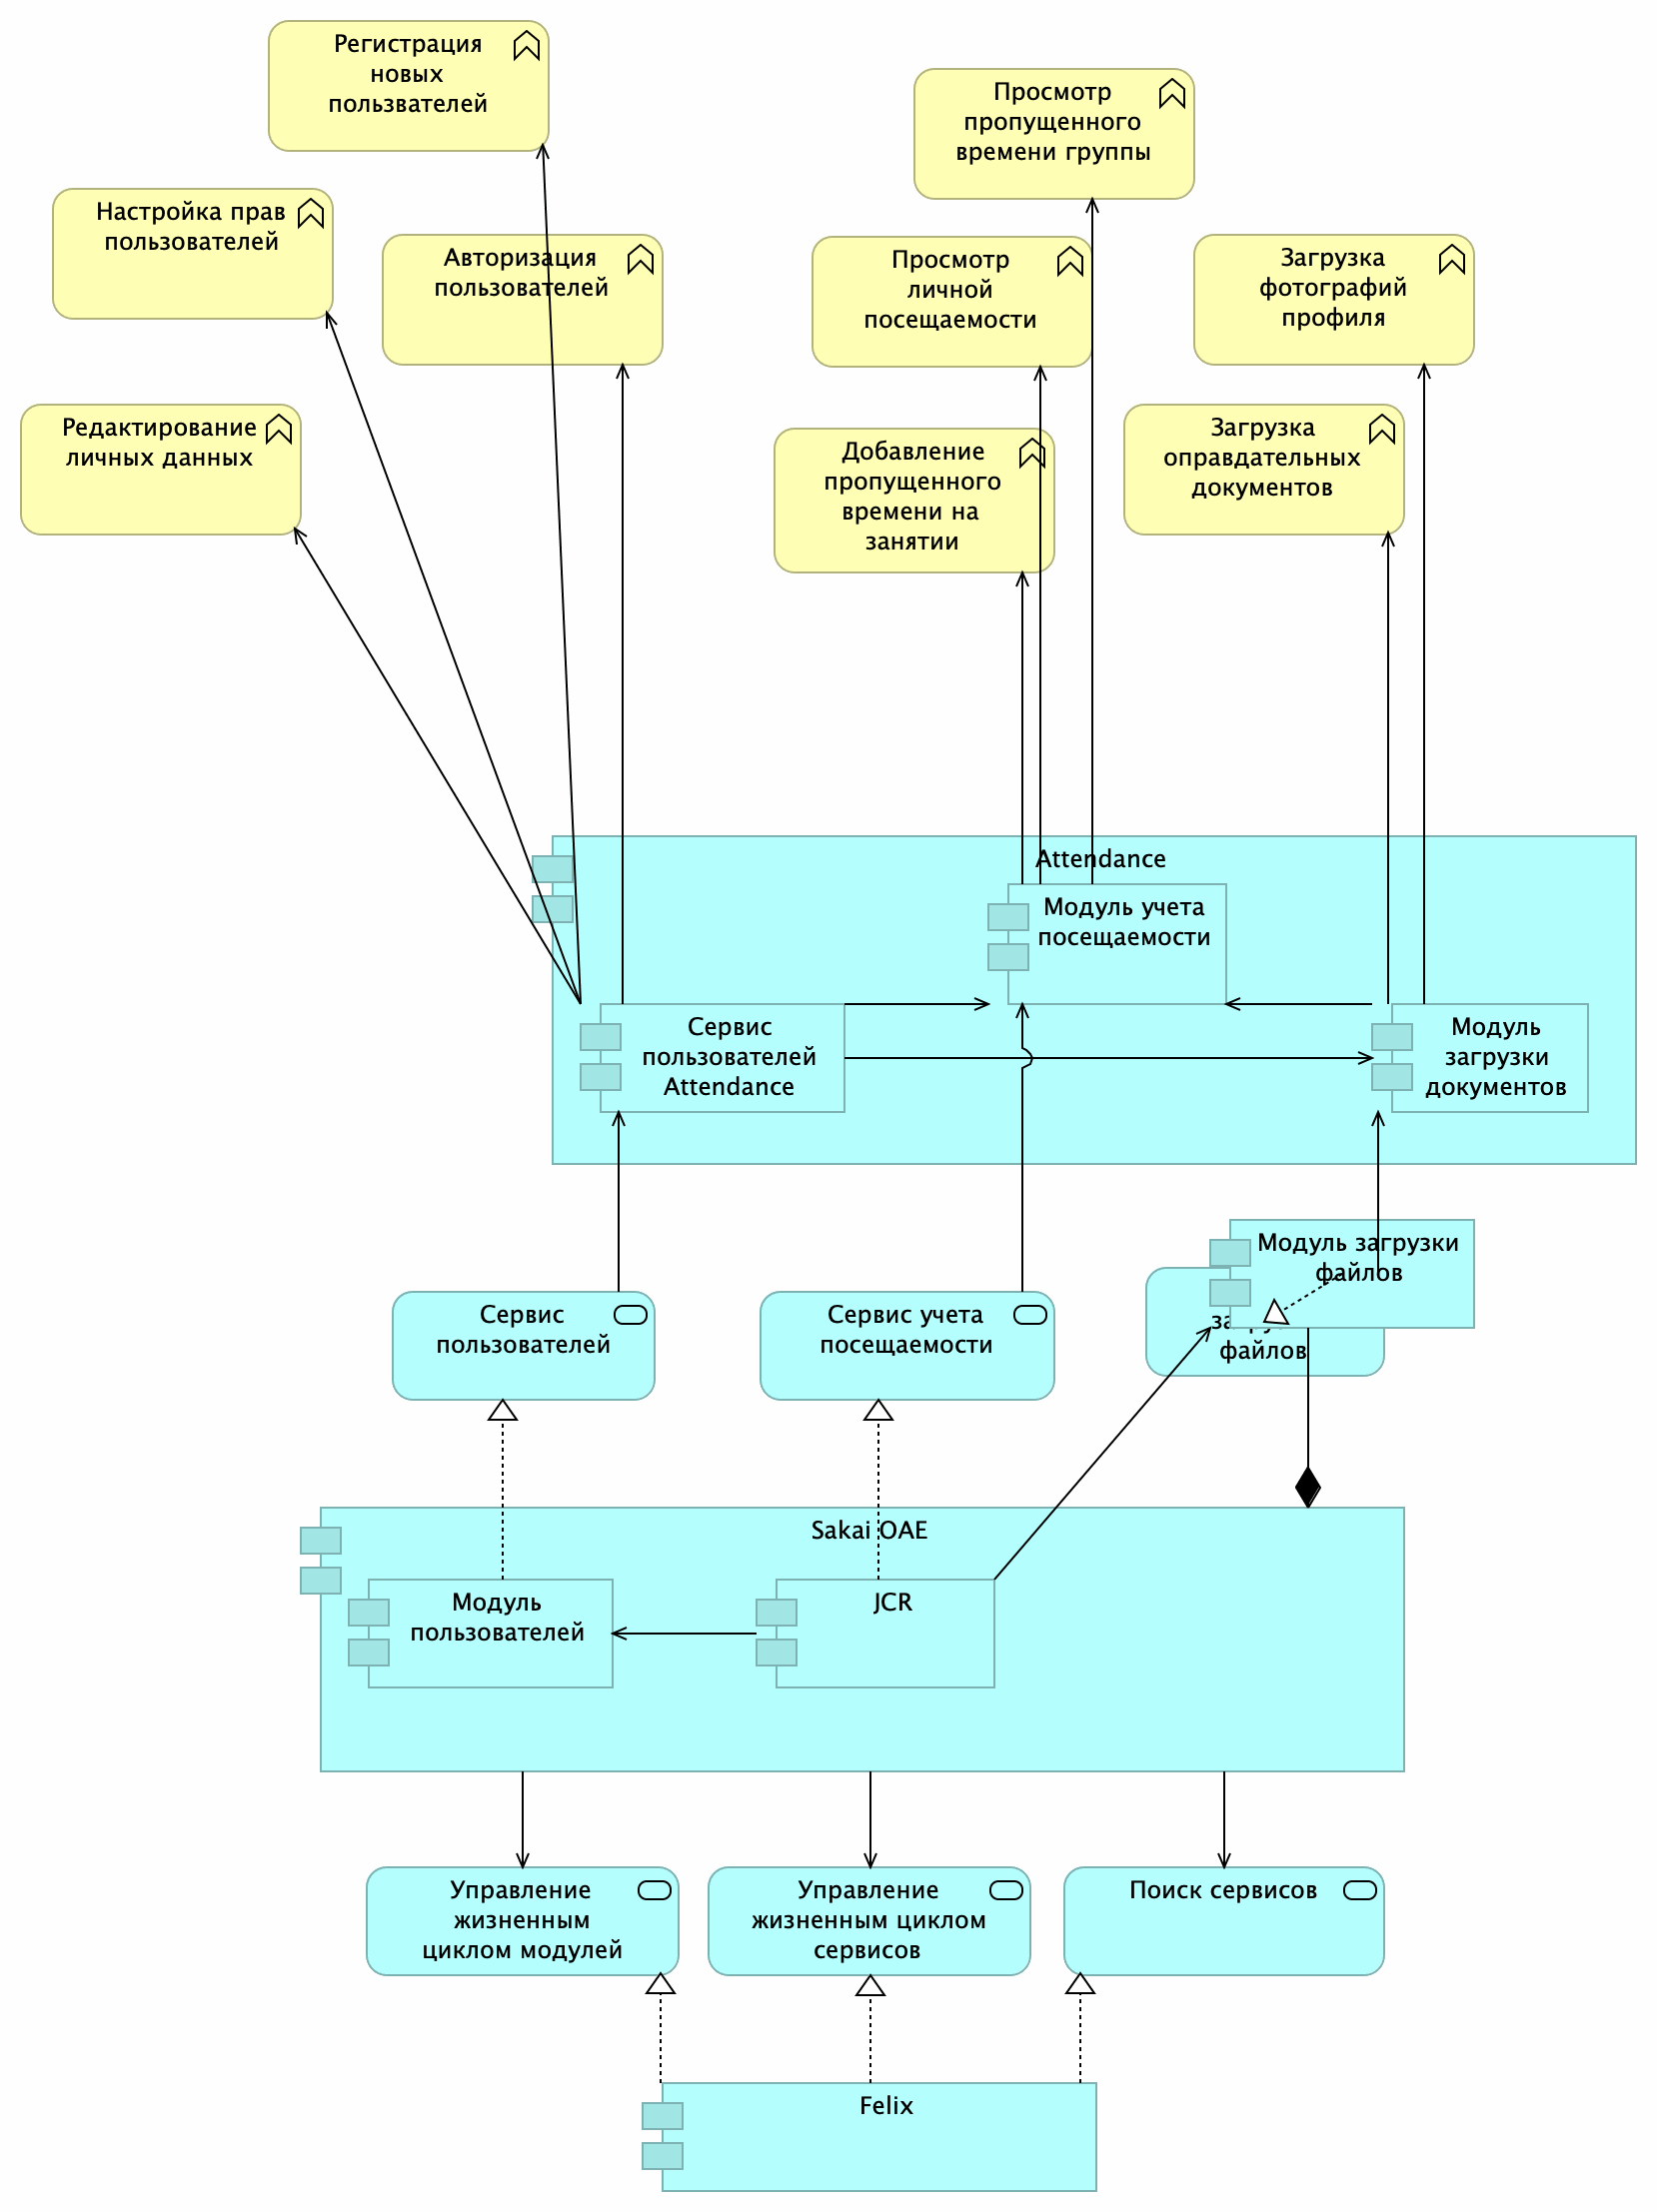 Регистрация
новых
ользвателей
Просмотр
пропущенного
времени группы
Настройка прав
пользователей
Авторизация
пользователей
Просмотр
личной
посещаемости
Загрузка
фотографий
профиля
Редактирование
личных данных
Добавление
пропущенного
времени на
занятии
Загрузка
оправдательных
документов
Attendance
Модуль учета
посещаемости
Сервис
пользователей
Attendance
Модуль
загрузки
документов
Модуль загрузки
файлов
Сервис
пользователей
Сервис учета
посещаемости
файлов
Sakai OAE
Модуль
пользователей
JCR
Управление
жизненным
циклом модулей
Управление
жизненным циклом
сервисов
Поиск сервисов
Felix